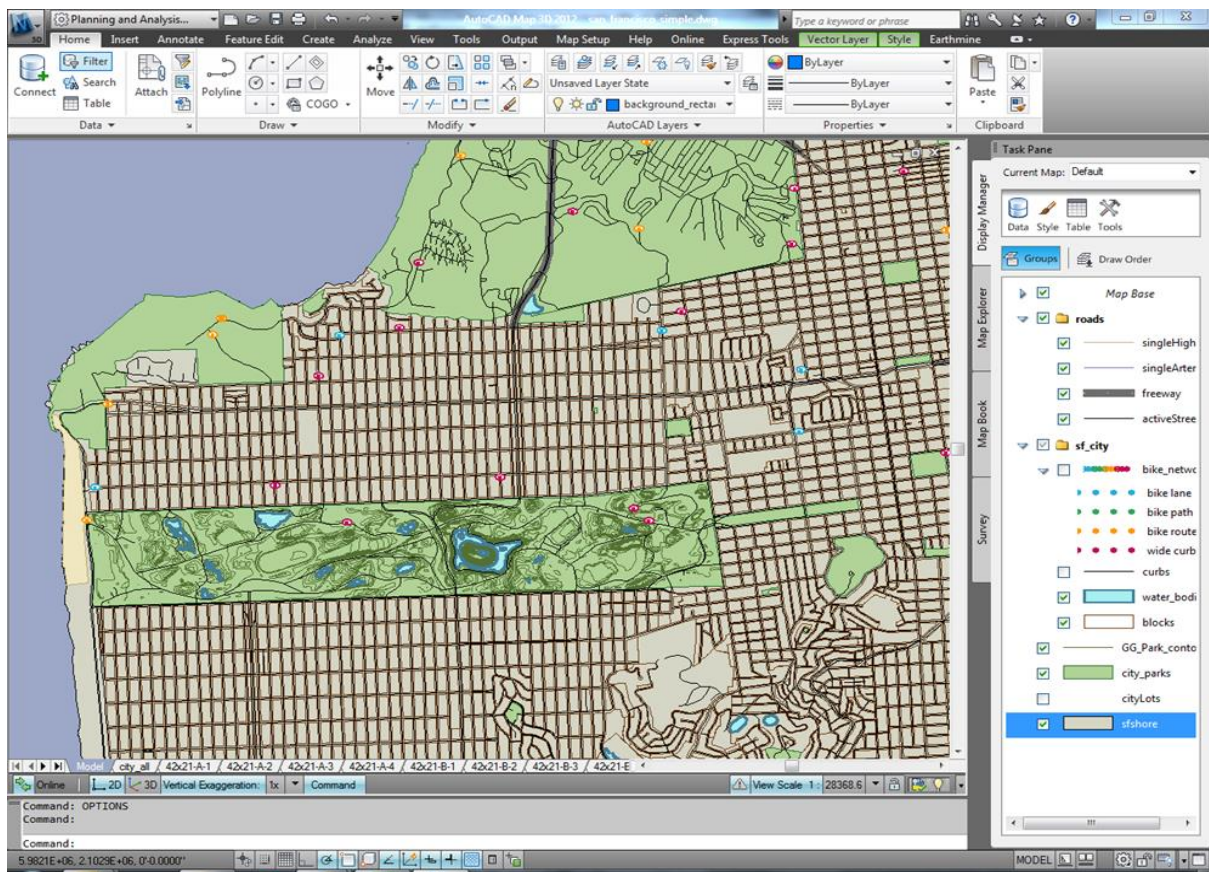 Planning and Analysis...
AutoCAD Map 3D 2012 san_francisco_simple.dwg
Type a keyword or phrase
3D
Home Insert Annotate Feature Edit Create Analyze View Tools Output Map Setup Help Online Express Tools Vector Layer Style Earthmine
Connect
Filter
Search
Table
Attach
Polyline
COGO
Move
Unsaved Layer State
background_rectar
ByLayer
ByLayer
ByLayer
Paste
Data
Draw
Modify
AutoCAD Layers
Properties
Clipboard
Task Pane
Current Map: Default
Data Style Table Tools
Groups Draw Order
Display Manager
Map Explorer
Map Book
Survey
Map Base
roads
singleHigh
singleArter
freeway
activeStree
sf_city
bike_netwc
bike lane
bike path
bike route
wide curb
curbs
water_bodi
blocks
GG_Park_conto
city_parks
cityLots
sfshore
Model city_all 42x21-A-1 42x21-A-2 42x21-A-3 42x21-A-4 42x21-B-1 42x21-B-2 42x21-B-3 42x21-E
Online 2D 3D Vertical Exaggeration: 1x Command View Scale 1 : 28368.6
Command: OPTIONS
Command:
Command:
5.9821E+06, 2.1029E+06, 0'-0.0000" MODEL